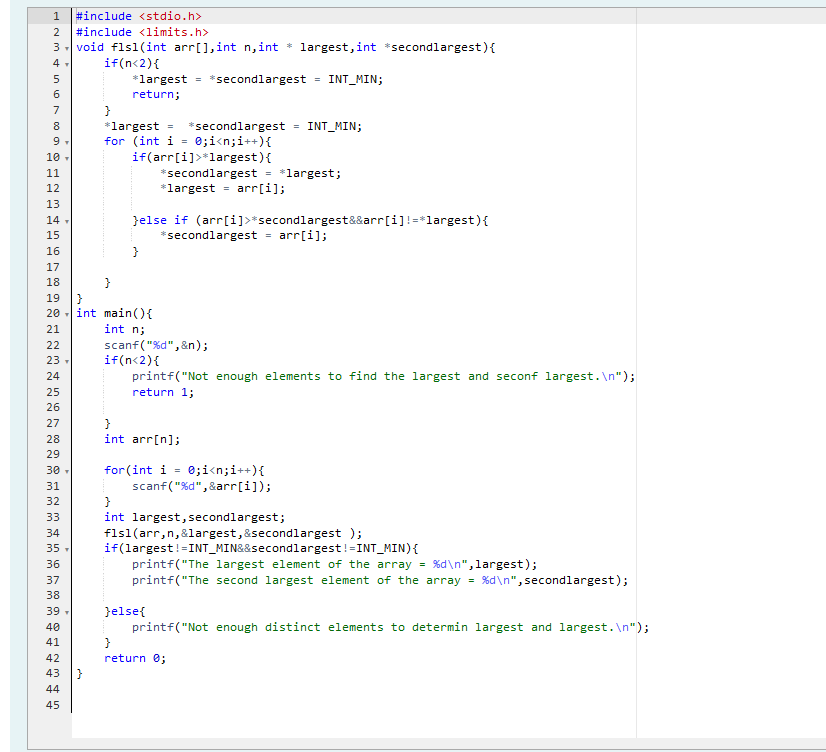 1 #include <stdio.h>
2 #include <limits.h>
3 void flsl(int arr[],int n,int * largest,int *secondlargest){
4     if(n<2){
5         *largest = *secondlargest = INT_MIN;
6         return;
7     }
8     *largest =  *secondlargest = INT_MIN;
9     for (int i = 0;i<n;i++){
10         if(arr[i]>*largest){
11             *secondlargest = *largest;
12             *largest = arr[i];
13
14         }else if (arr[i]>*secondlargest&&arr[i]!=*largest){
15             *secondlargest = arr[i];
16         }
17
18     }
19 }
20 int main(){
21     int n;
22     scanf("%d",&n);
23     if(n<2){
24         printf("Not enough elements to find the largest and seconf largest.\n");
25         return 1;
26
27     }
28     int arr[n];
29
30     for(int i = 0;i<n;i++){
31         scanf("%d",&arr[i]);
32     }
33     int largest,secondlargest;
34     flsl(arr,n,&largest,&secondlargest );
35     if(largest!=INT_MIN&&secondlargest!=INT_MIN){
36         printf("The largest element of the array = %d\n",largest);
37         printf("The second largest element of the array = %d\n",secondlargest);
38
39     }else{
40         printf("Not enough distinct elements to determin largest and largest.\n");
41     }
42     return 0;
43 }
44
45